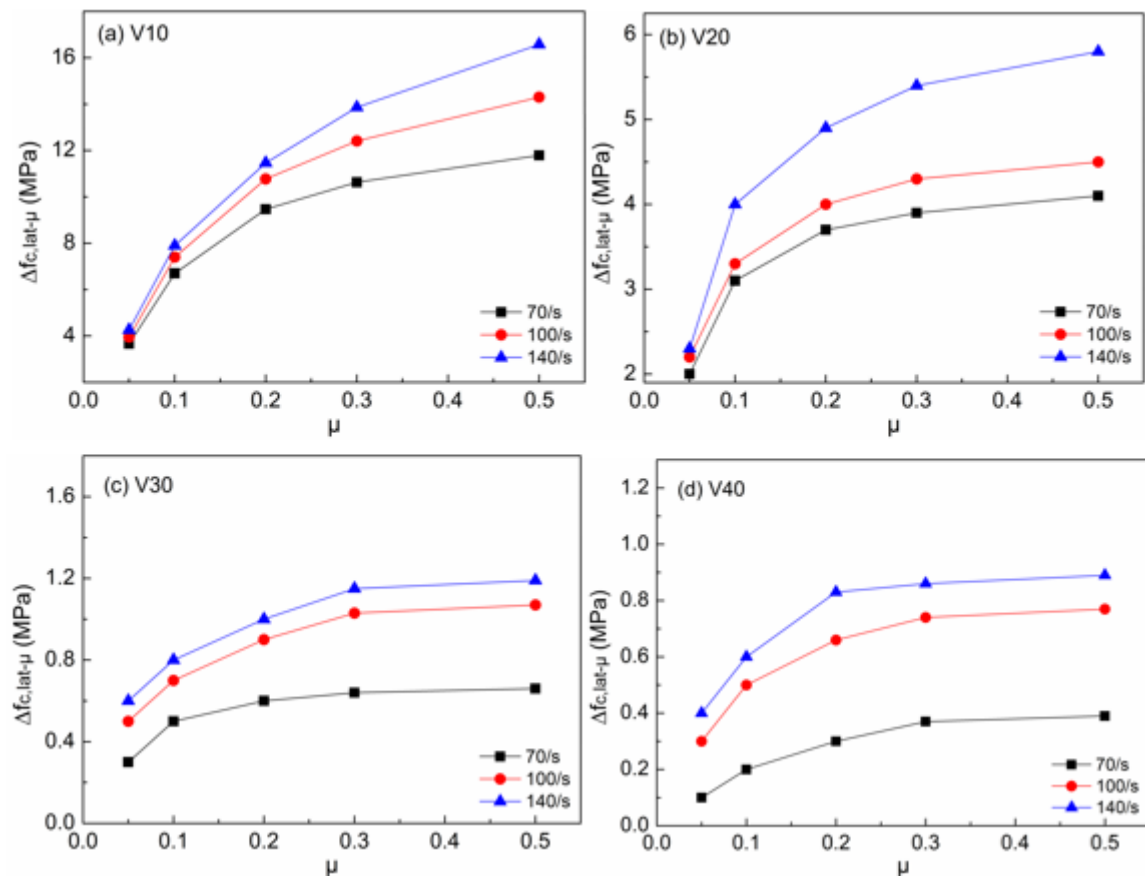 (a) V10
16
12
8
4
Δfc,lat-μ (MPa)
70/s
100/s
140/s
0.0 0.1 0.2 0.3 0.4 0.5
μ
(b) V20
6
5
4
3
2
Δfc,lat-μ (MPa)
70/s
100/s
140/s
0.0 0.1 0.2 0.3 0.4 0.5
μ
(c) V30
1.6
1.2
0.8
0.4
0.0
Δfc,lat-μ (MPa)
70/s
100/s
140/s
0.0 0.1 0.2 0.3 0.4 0.5
μ
(d) V40
1.2
1.0
0.8
0.6
0.4
0.2
0.0
Δfc,lat-μ (MPa)
70/s
100/s
140/s
0.0 0.1 0.2 0.3 0.4 0.5
μ